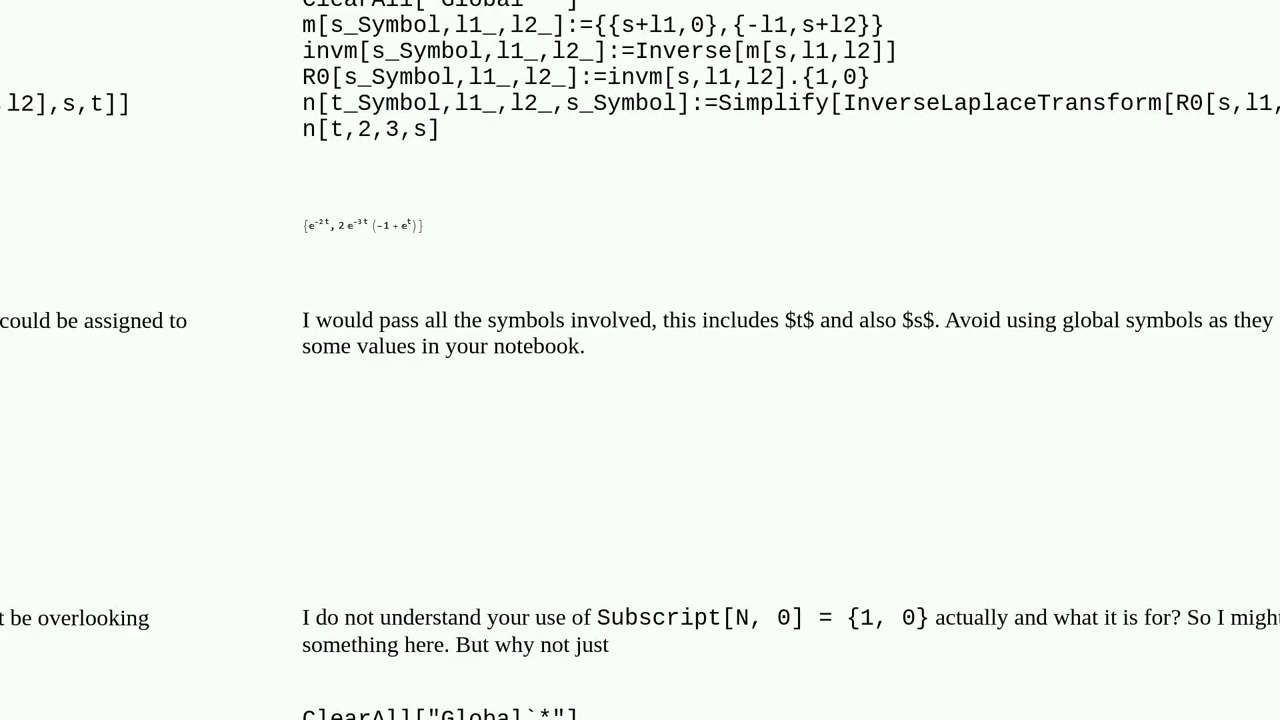 ClearAll["Global`*"]
m[s_Symbol,l1_,l2_]:={{s+l1,0},{-l1,s+l2}}
invm[s_Symbol,l1_,l2_]:=Inverse[m[s,l1,l2]]
R0[s_Symbol,l1_,l2_]:=invm[s,l1,l2].{1,0}
,l2],s,t]]
n[t_Symbol,l1_,l2_,s_Symbol]:=Simplify[InverseLaplaceTransform[R0[s,l1,
n[t,2,3,s]
{e^-2 t, 2 e^-3 t (-1 + e^t)}
could be assigned to
I would pass all the symbols involved, this includes $t$ and also $s$. Avoid using global symbols as they
some values in your notebook.
t be overlooking
I do not understand your use of Subscript[N, 0] = {1, 0} actually and what it is for? So I might
something here. But why not just
ClearAll["Global`*"]